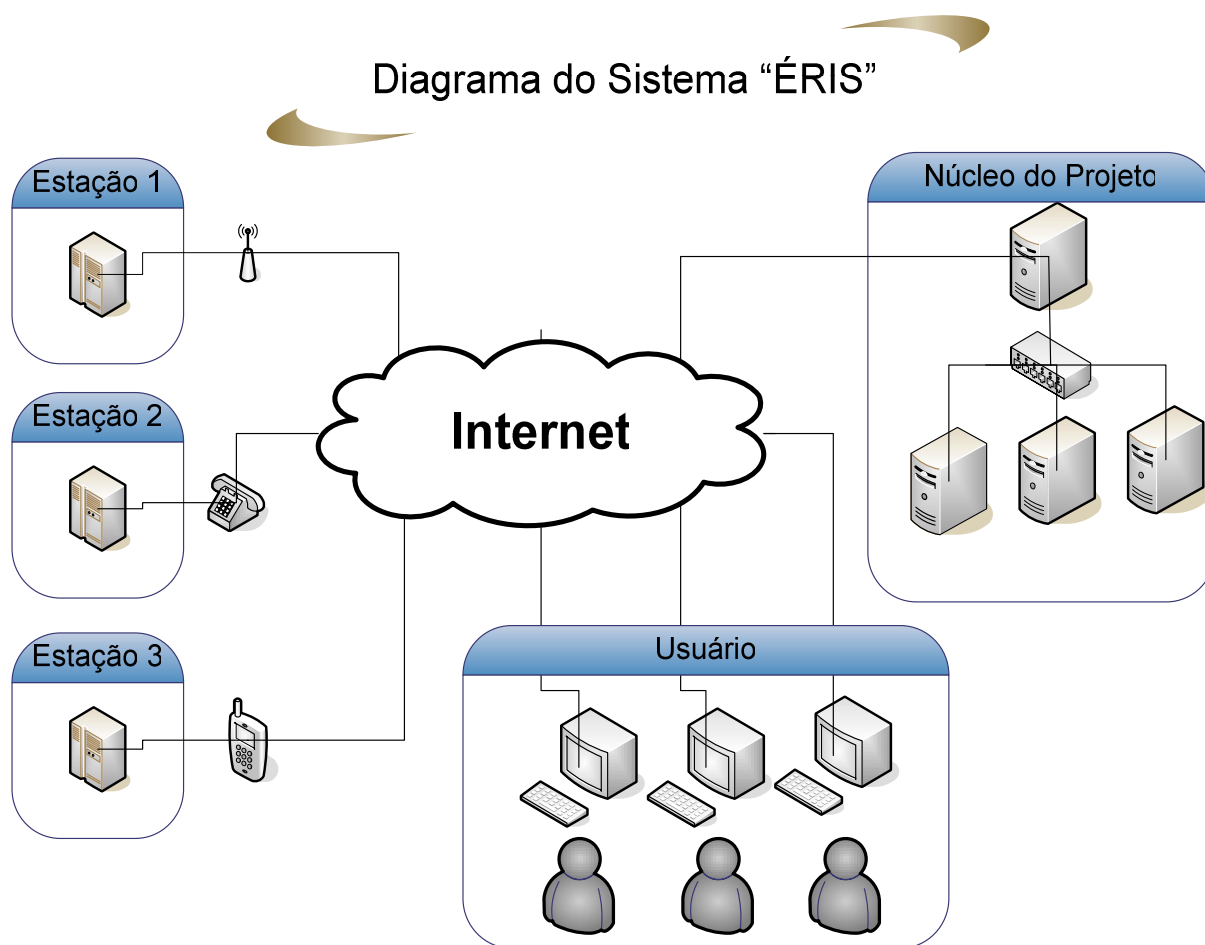 Diagrama do Sistema “ÉRIS”
Estação 1
Núcleo do Projeto
Estação 2
Internet
Estação 3
Usuário